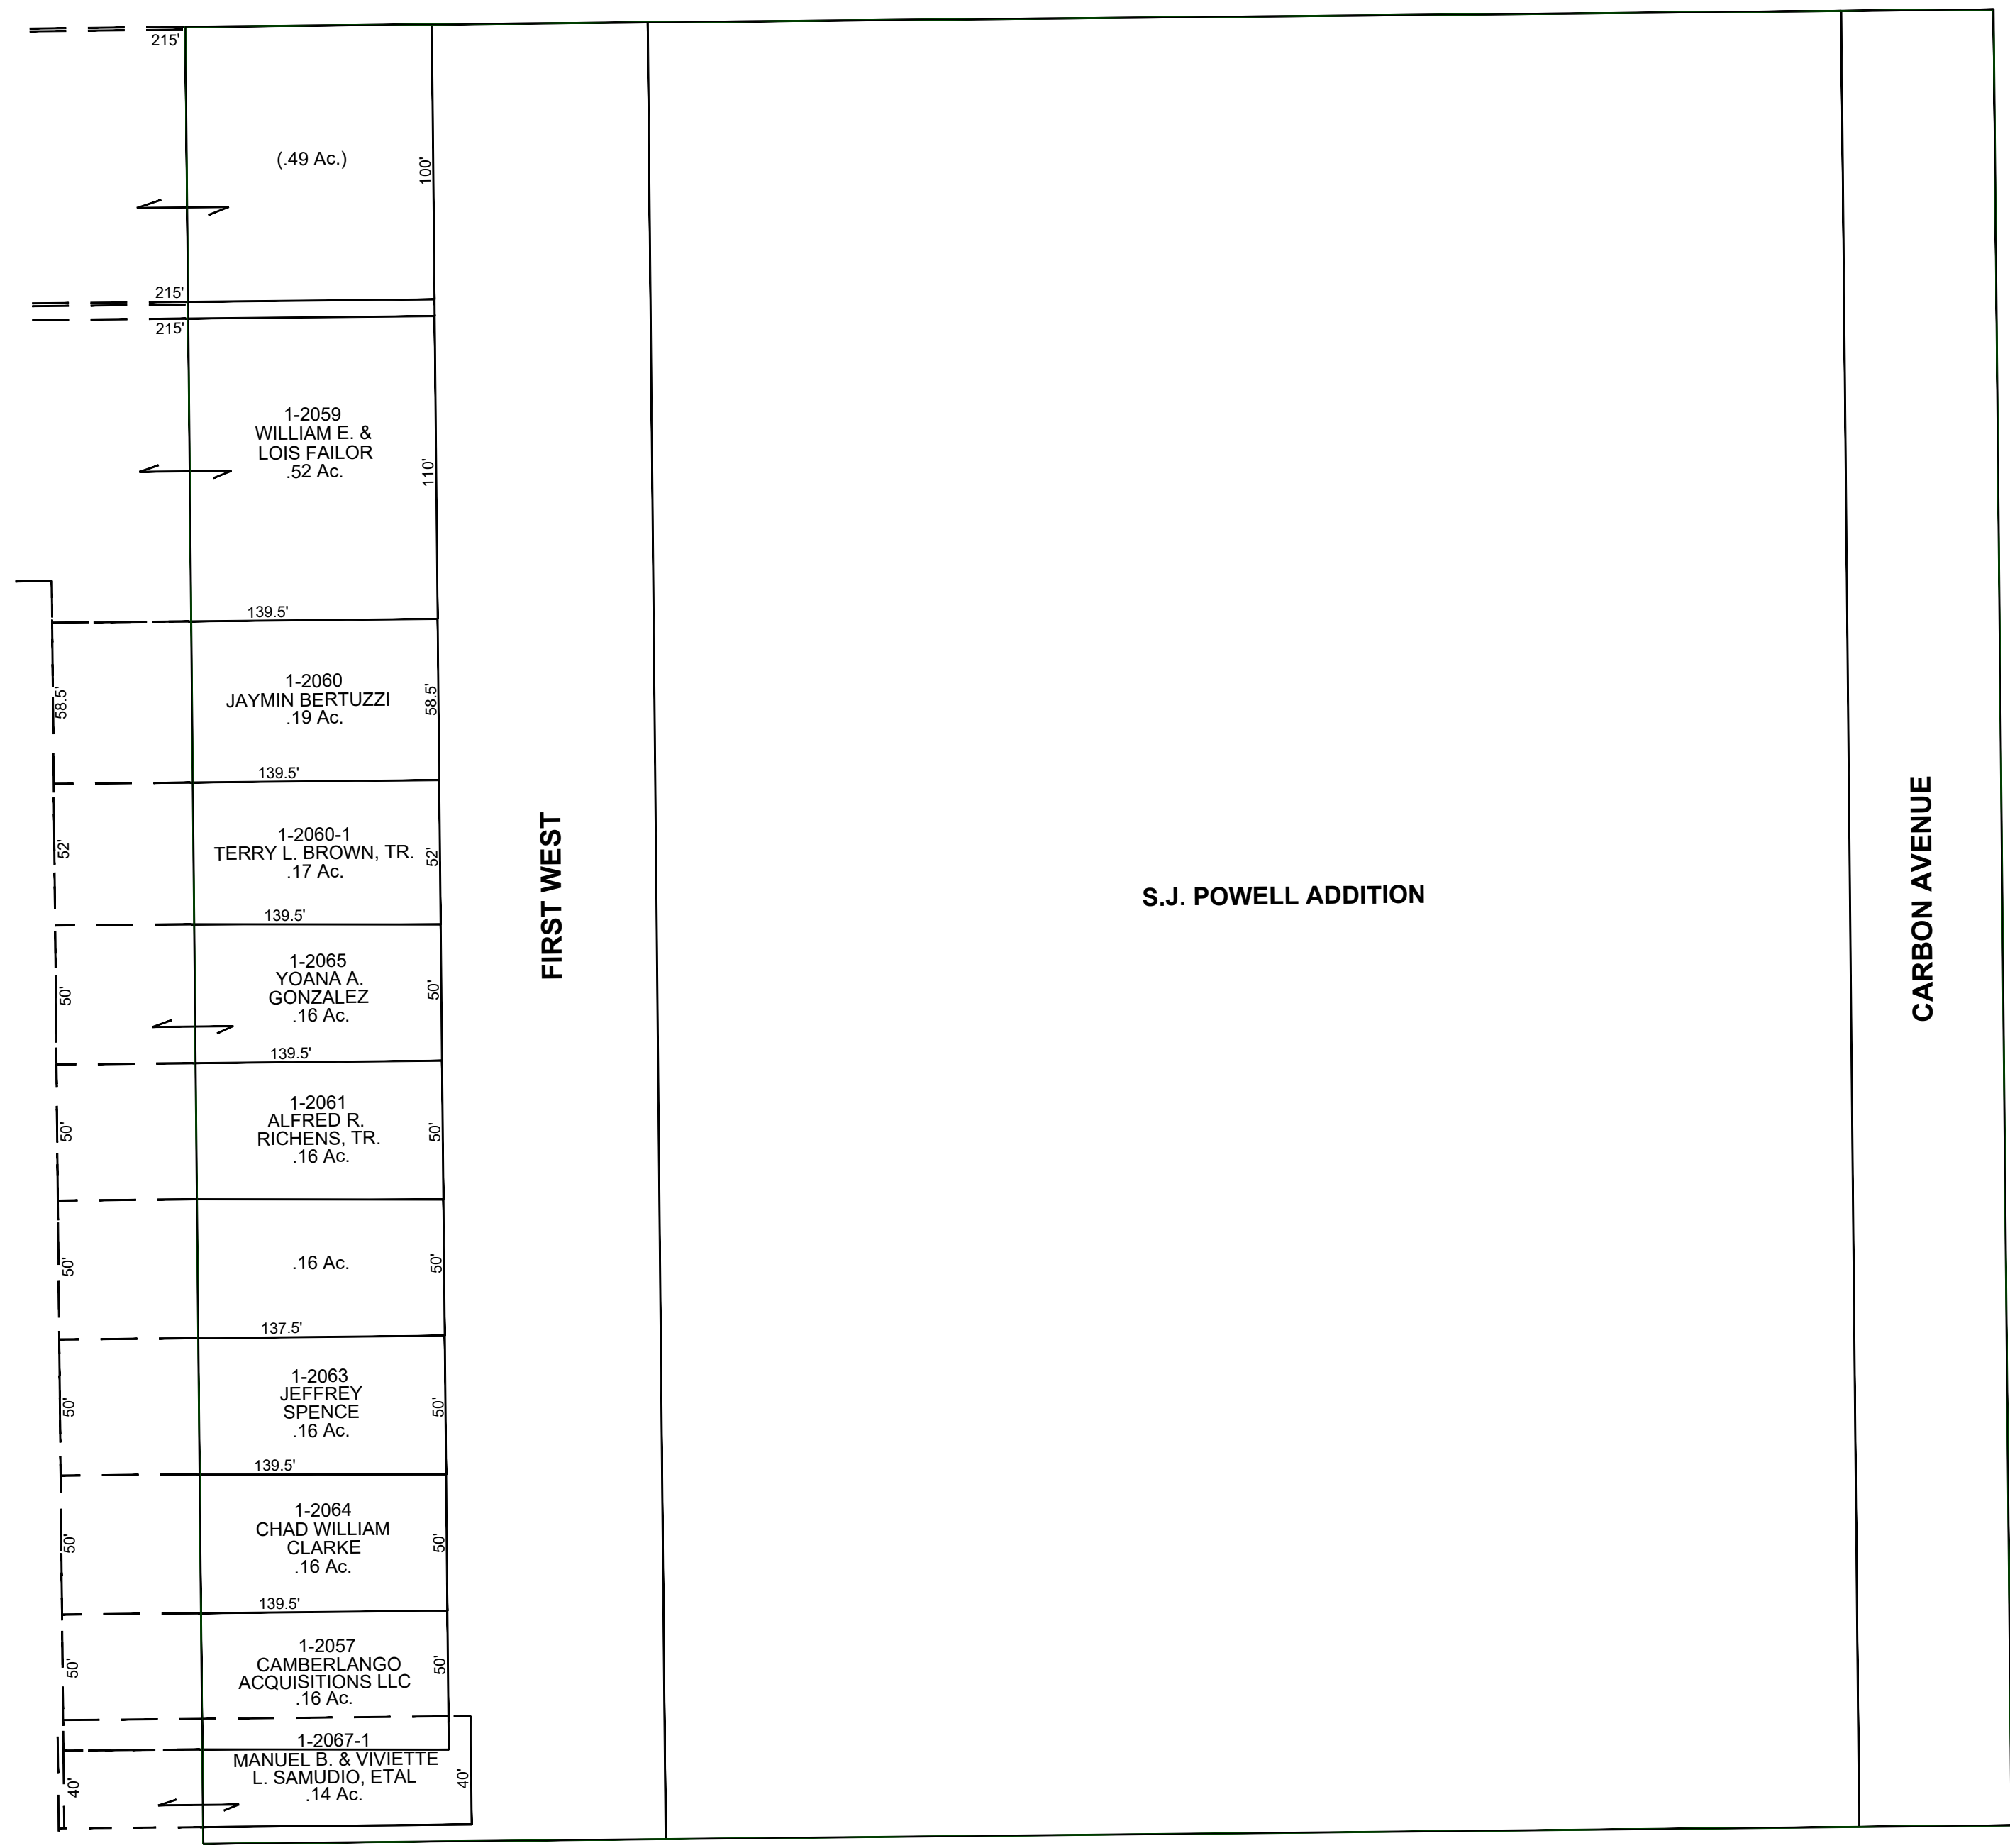 215'
(.49 Ac.)
100'
215'
215'
1-2059
WILLIAM E. &
LOIS FAILOR
.52 Ac.
110'
139.5'
58.5'
1-2060
JAYMIN BERTUZZI
.19 Ac.
58.5'
139.5'
52'
1-2060-1
TERRY L. BROWN, TR.
.17 Ac.
52'
139.5'
50'
1-2065
YOANA A.
GONZALEZ
.16 Ac.
50'
139.5'
50'
1-2061
ALFRED R.
RICHENS, TR.
.16 Ac.
50'
50'
.16 Ac.
50'
137.5'
50'
1-2063
JEFFREY
SPENCE
.16 Ac.
50'
139.5'
50'
1-2064
CHAD WILLIAM
CLARKE
.16 Ac.
50'
139.5'
50'
1-2057
CAMBERLANGO
ACQUISITIONS LLC
.16 Ac.
50'
40'
1-2067-1
MANUEL B. & VIVIETTE
L. SAMUDIO, ETAL
.14 Ac.
40'
FIRST WEST
S.J. POWELL ADDITION
CARBON AVENUE